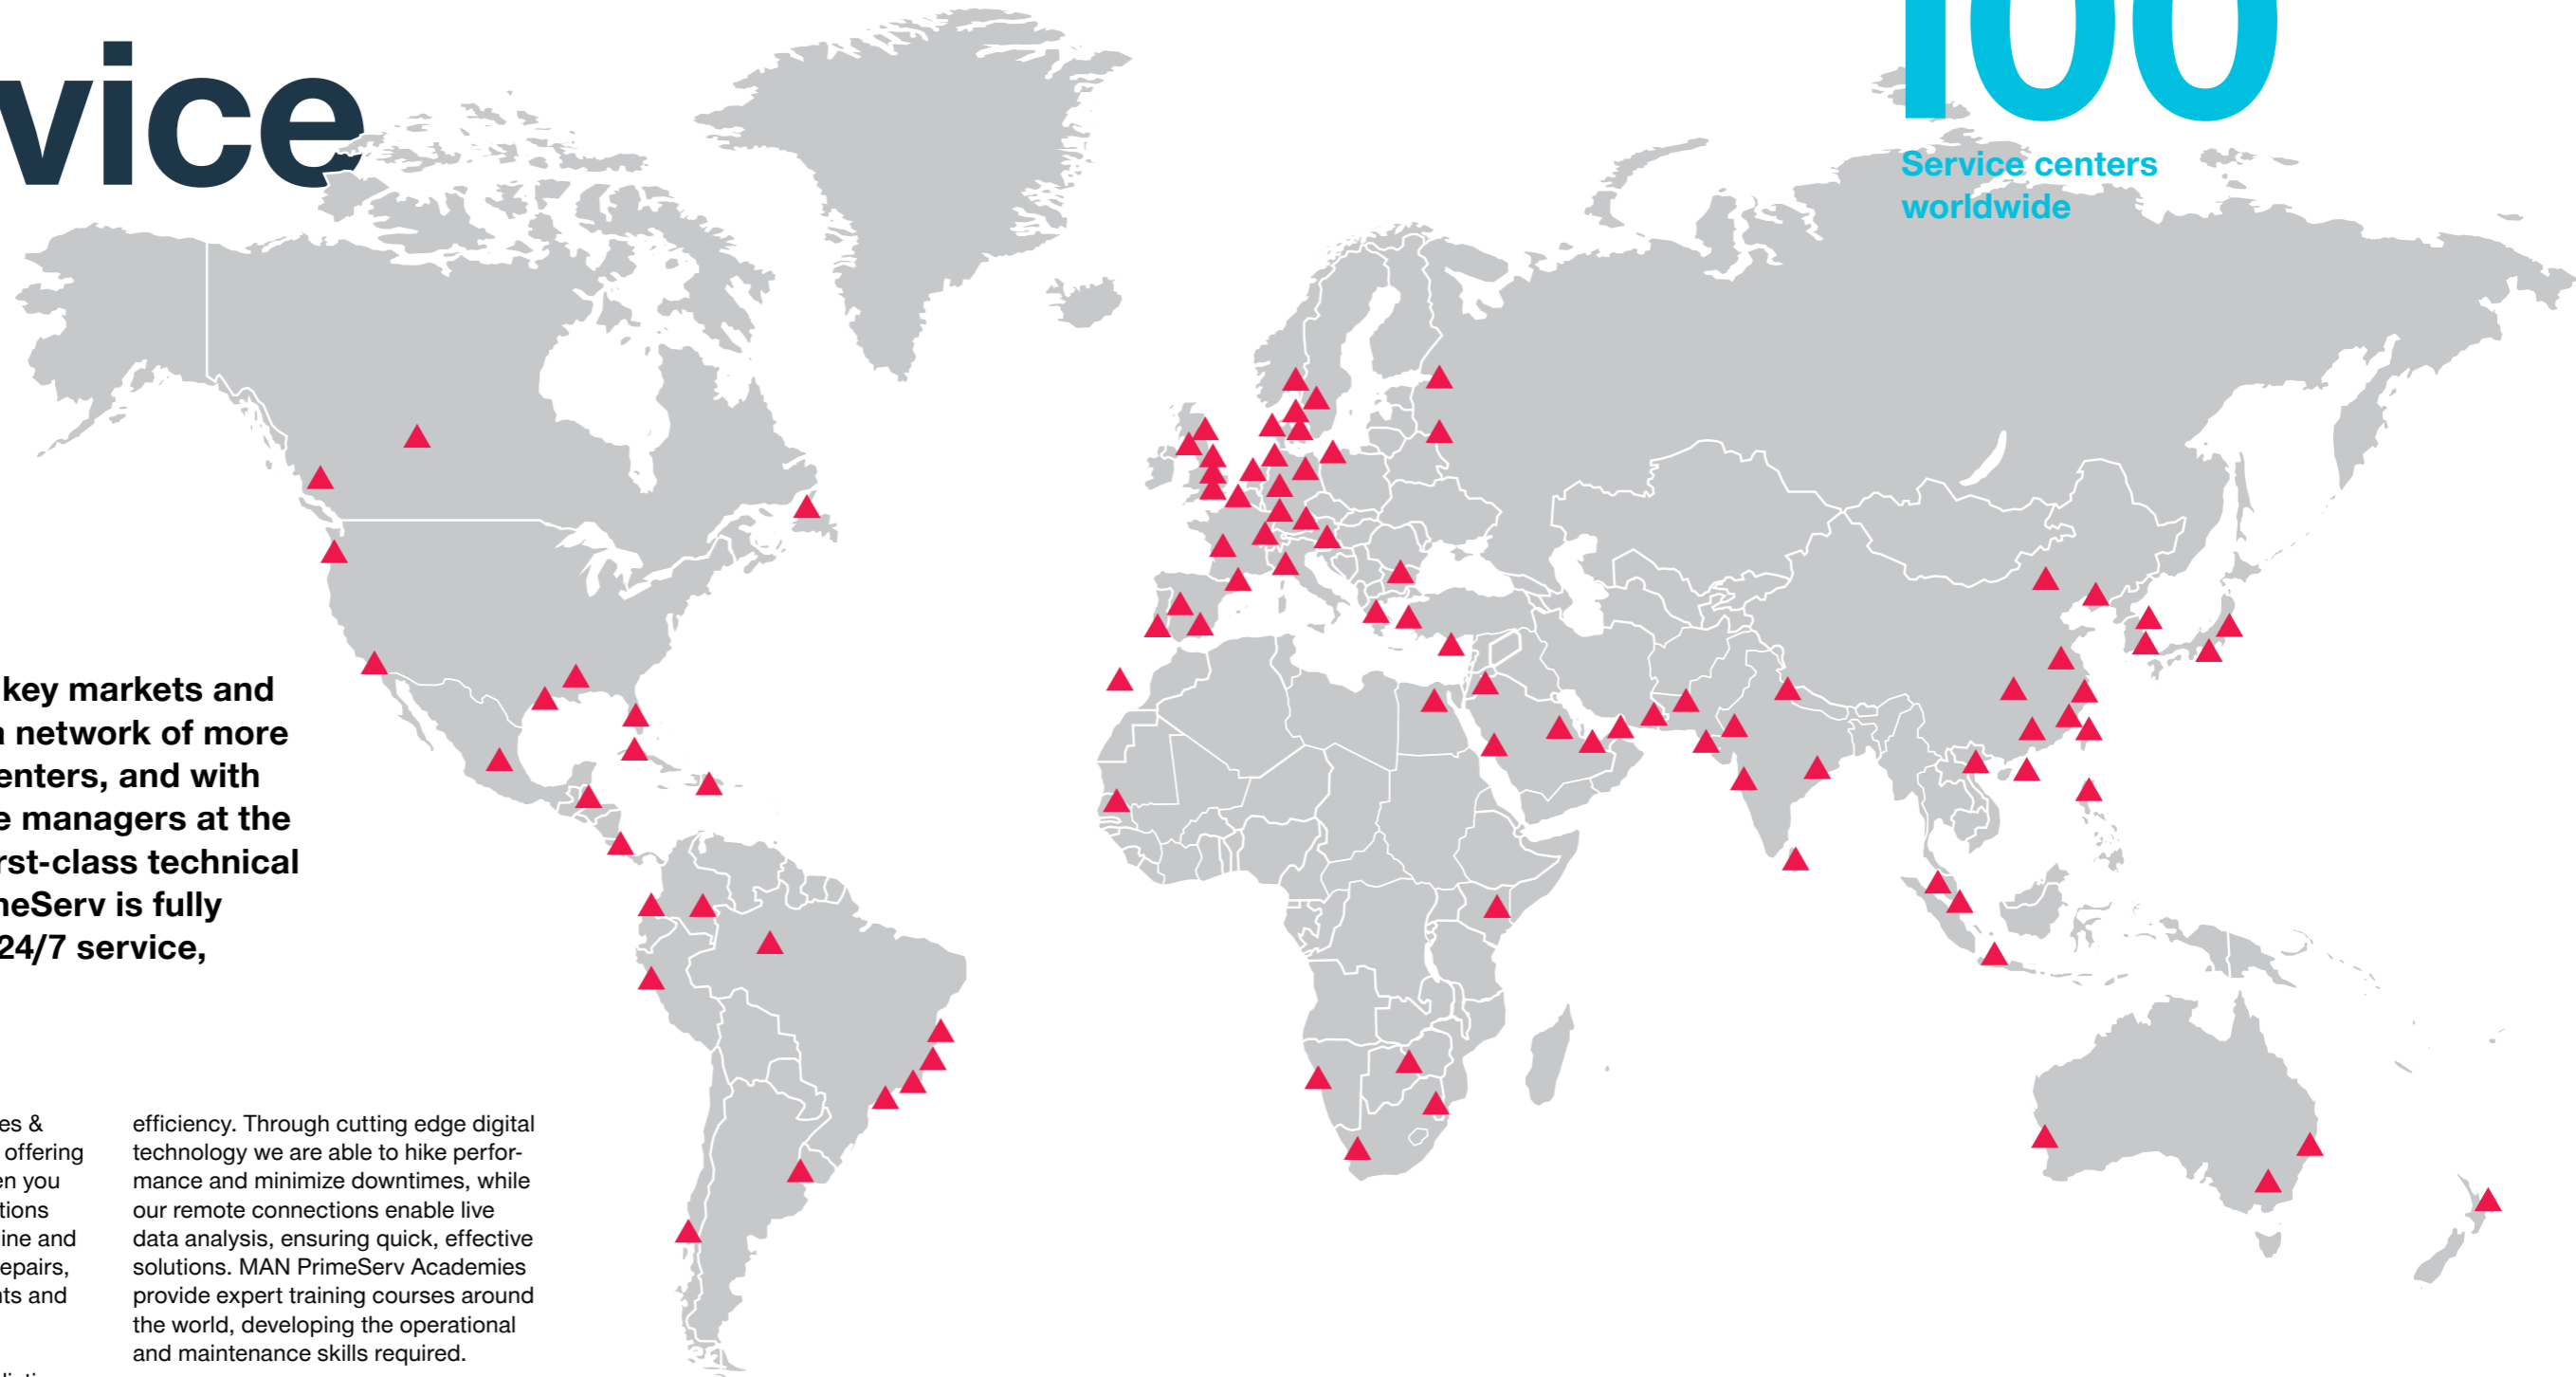 vice
100
Service centers
worldwide
key markets and
a network of more
enters, and with
e managers at the
rst-class technical
meServ is fully
24/7 service,
es &
offering
en you
tions
ine and
epairs,
nts and
efficiency. Through cutting edge digital
technology we are able to hike perfor-
mance and minimize downtimes, while
our remote connections enable live
data analysis, ensuring quick, effective
solutions. MAN PrimeServ Academies
provide expert training courses around
the world, developing the operational
and maintenance skills required.